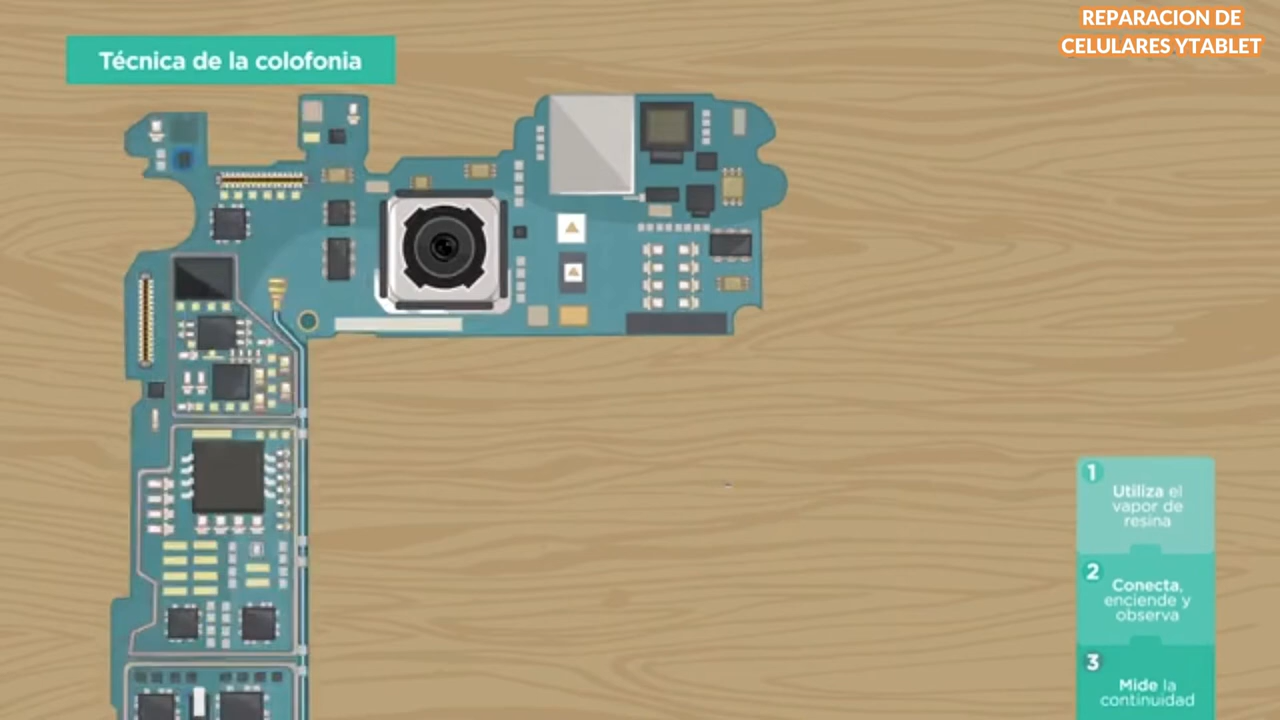 REPARACION DE
CELULARES YTABLET
Técnica de la colofonia
1
Utiliza el
vapor de
resina
2
Conecta,
enciende y
observa
3
Mide la
continuidad